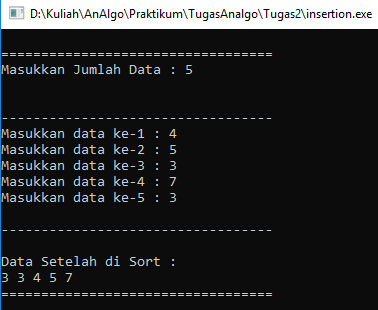 D:\Kuliah\AnAlgo\Praktikum\TugasAnalgo\Tugas2\insertion.exe
==================================
Masukkan Jumlah Data : 5
----------------------------------
Masukkan data ke-1 : 4
Masukkan data ke-2 : 5
Masukkan data ke-3 : 3
Masukkan data ke-4 : 7
Masukkan data ke-5 : 3
----------------------------------
Data Setelah di Sort :
3 3 4 5 7
==================================